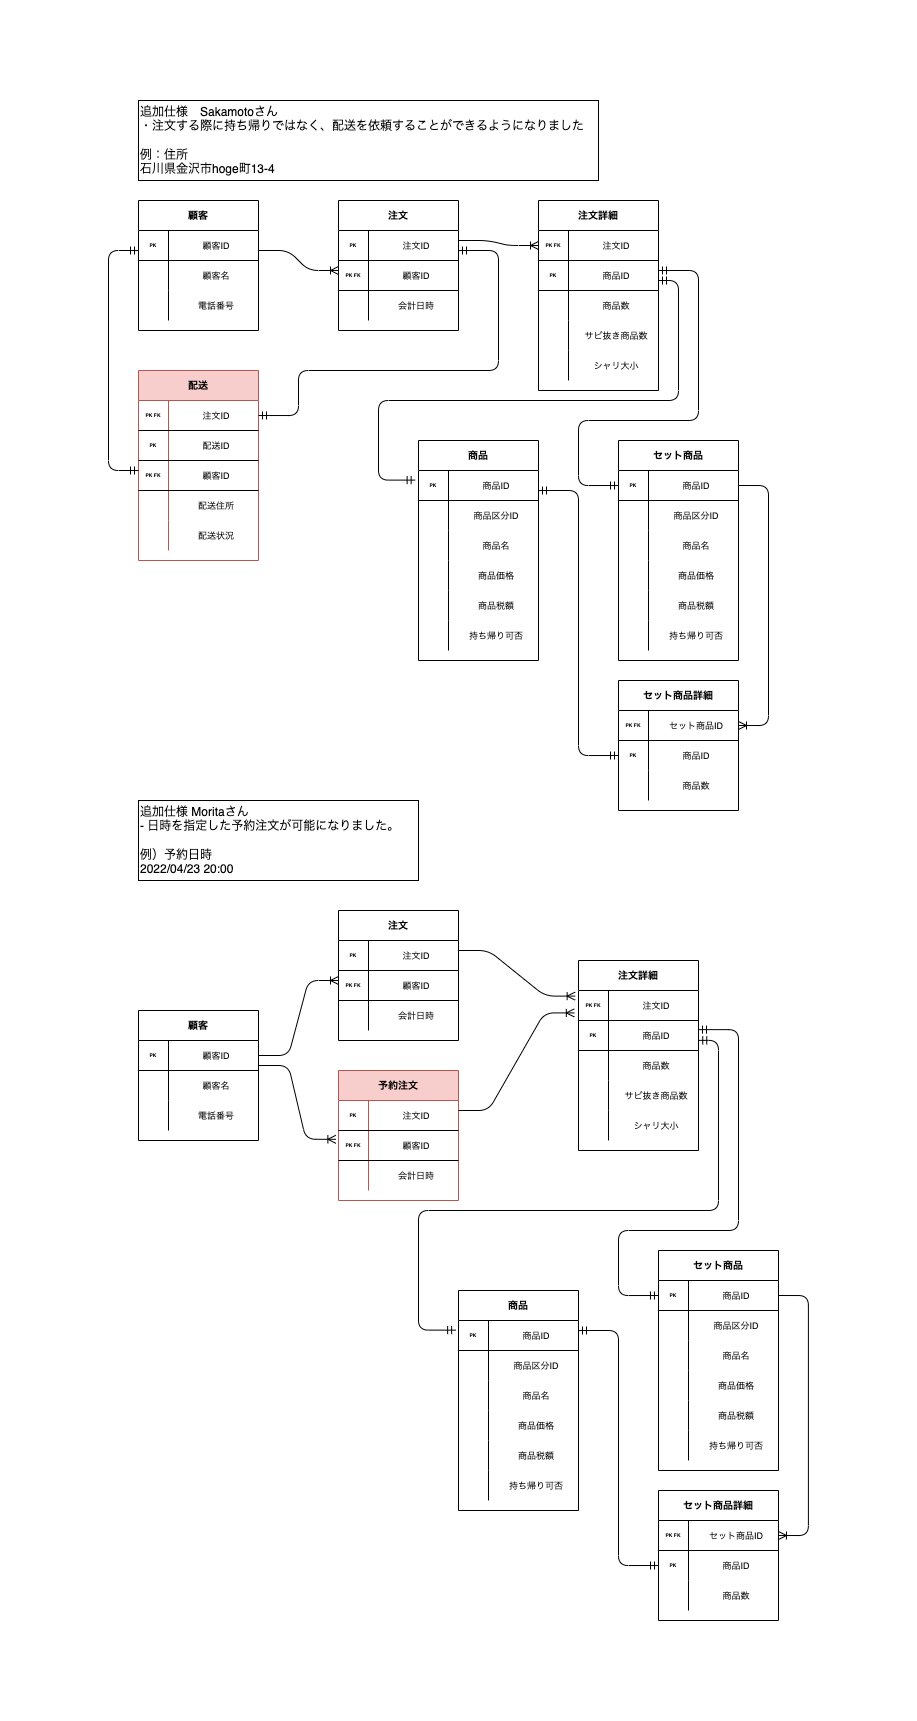 追加仕様　Sakamotoさん
・注文する際に持ち帰りではなく、配送を依頼することができるようになりました
例：住所
石川県金沢市hoge町13-4
顧客
PK 顧客ID
顧客名
電話番号
注文
PK 注文ID
PK FK 顧客ID
会計日時
注文詳細
PK FK 注文ID
PK 商品ID
商品数
サビ抜き商品数
シャリ大小
配送
PK FK 注文ID
PK 配送ID
PK FK 顧客ID
配送住所
配送状況
商品
PK 商品ID
商品区分ID
商品名
商品価格
商品税額
持ち帰り可否
セット商品
PK 商品ID
商品区分ID
商品名
商品価格
商品税額
持ち帰り可否
セット商品詳細
PK FK セット商品ID
PK 商品ID
商品数
追加仕様 Moritaさん
- 日時を指定した予約注文が可能になりました。
例）予約日時
2022/04/23 20:00
注文
PK 注文ID
PK FK 顧客ID
会計日時
注文詳細
PK FK 注文ID
PK 商品ID
商品数
サビ抜き商品数
シャリ大小
顧客
PK 顧客ID
顧客名
電話番号
予約注文
PK 注文ID
PK FK 顧客ID
会計日時
セット商品
PK 商品ID
商品区分ID
商品名
商品価格
商品税額
持ち帰り可否
商品
PK 商品ID
商品区分ID
商品名
商品価格
商品税額
持ち帰り可否
セット商品詳細
PK FK セット商品ID
PK 商品ID
商品数